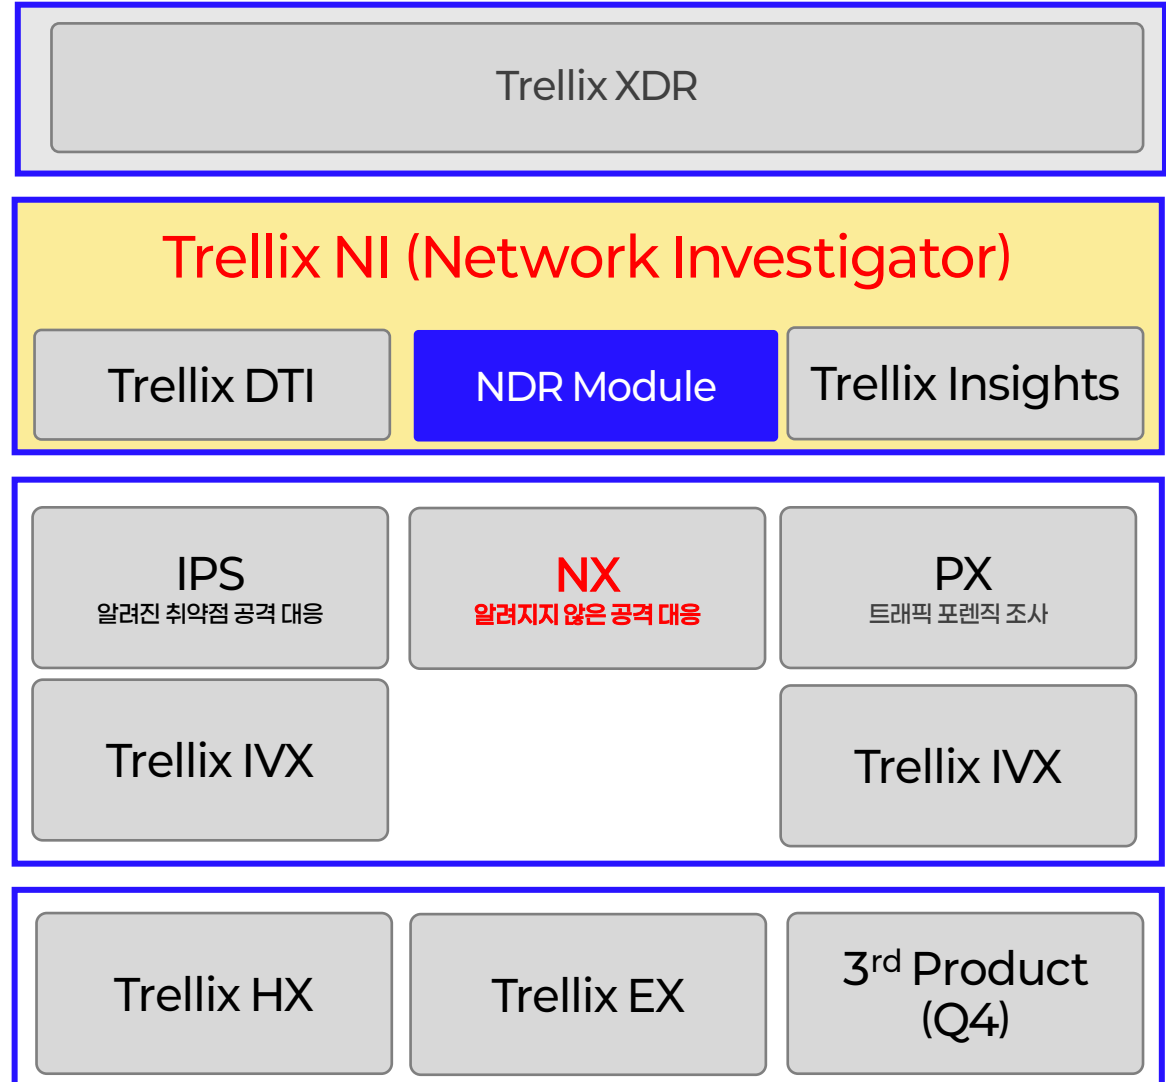 Trellix XDR
Trellix NI (Network Investigator)
Trellix DTI
NDR Module
Trellix Insights
IPS
알려진 취약점 공격 대응
NX
알려지지 않은 공격 대응
PX
트래픽 포렌직 조사
Trellix IVX
Trellix IVX
Trellix HX
Trellix EX
3rd Product
(Q4)